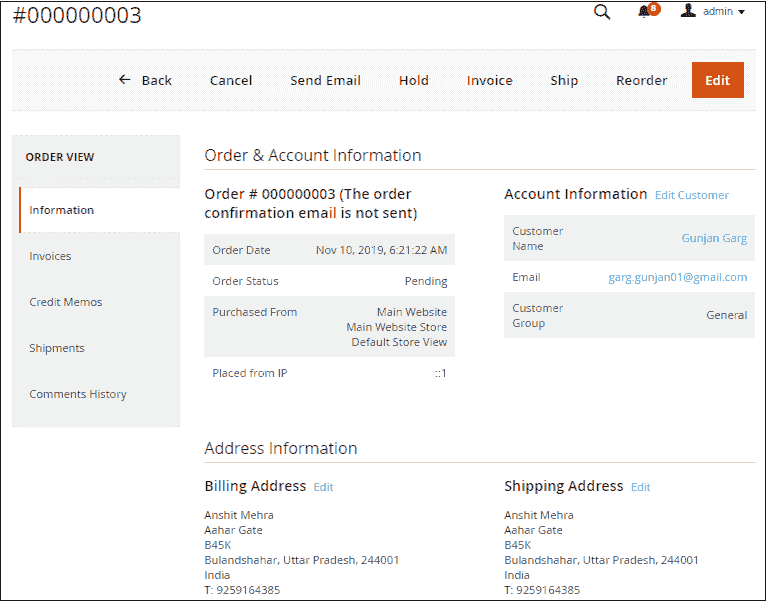 #000000003
8
admin
Back Cancel Send Email Hold Invoice Ship Reorder Edit
ORDER VIEW
Information
Invoices
Credit Memos
Shipments
Comments History
Order & Account Information
Order # 000000003 (The order
confirmation email is not sent)
Order Date Nov 10, 2019, 6:21:22 AM
Order Status Pending
Purchased From Main Website
Main Website Store
Default Store View
Placed from IP ::1
Account Information Edit Customer
Customer
Name Gunjan Garg
Email garg.gunjan01@gmail.com
Customer
Group General
Address Information
Billing Address Edit
Anshit Mehra
Aahar Gate
B45K
Bulandshahar, Uttar Pradesh, 244001
India
T: 9259164385
Shipping Address Edit
Anshit Mehra
Aahar Gate
B45K
Bulandshahar, Uttar Pradesh, 244001
India
T: 9259164385